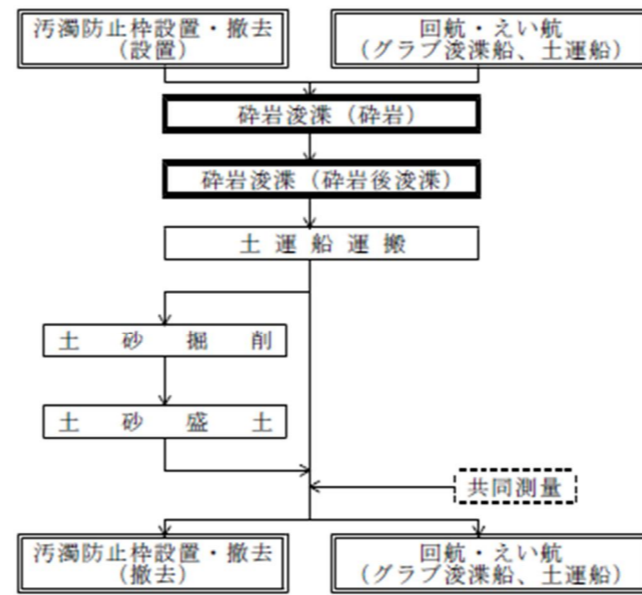 汚濁防止枠設置・撤去
(設置)
回航・えい航
(グラブ浚渫船、土運船)
砕岩浚渫(砕岩)
砕岩浚渫(砕岩後浚渫)
土運船運搬
土砂掘削
土砂盛土
共同測量
汚濁防止枠設置・撤去
(撤去)
回航・えい航
(グラブ浚渫船、土運船)